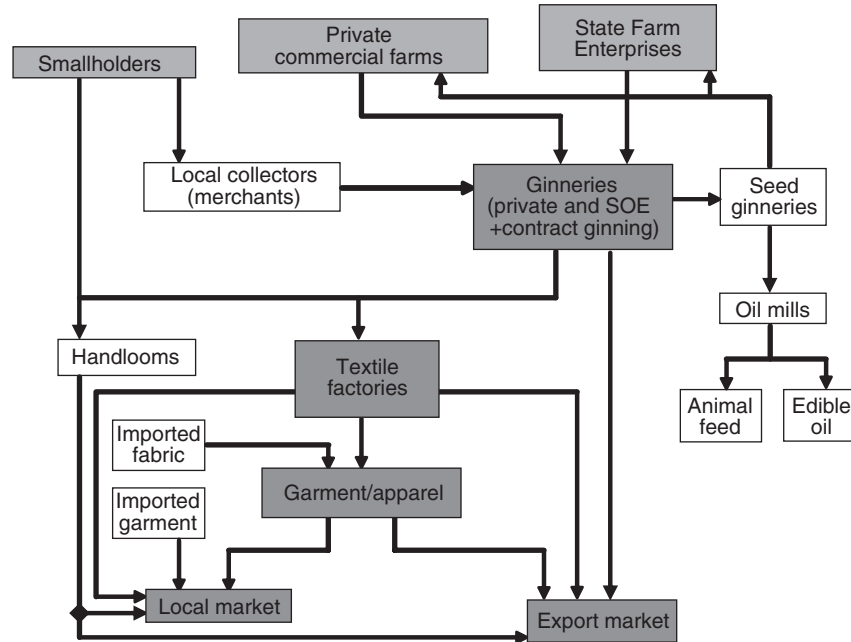 Smallholders
Private
commercial farms
State Farm
Enterprises
Local collectors
(merchants)
Ginneries
(private and SOE
+contract ginning)
Seed
ginneries
Oil mills
Handlooms
Textile
factories
Animal
feed
Edible
oil
Imported
fabric
Garment/apparel
Imported
garment
Local market
Export market